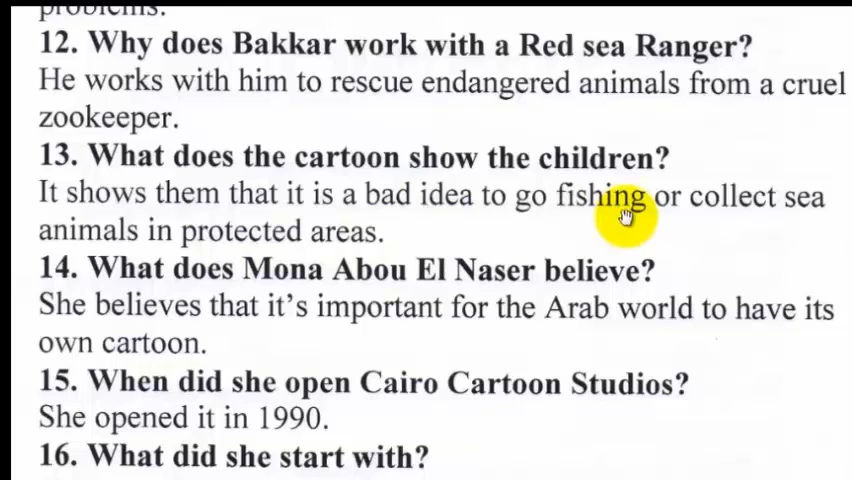 problems.
12. Why does Bakkar work with a Red sea Ranger?
He works with him to rescue endangered animals from a cruel
zookeeper.
13. What does the cartoon show the children?
It shows them that it is a bad idea to go fishing or collect sea
animals in protected areas.
14. What does Mona Abou El Naser believe?
She believes that it's important for the Arab world to have its
own cartoon.
15. When did she open Cairo Cartoon Studios?
She opened it in 1990.
16. What did she start with?